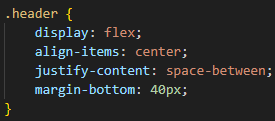 .header {
    display: flex;
    align-items: center;
    justify-content: space-between;
    margin-bottom: 40px;
}